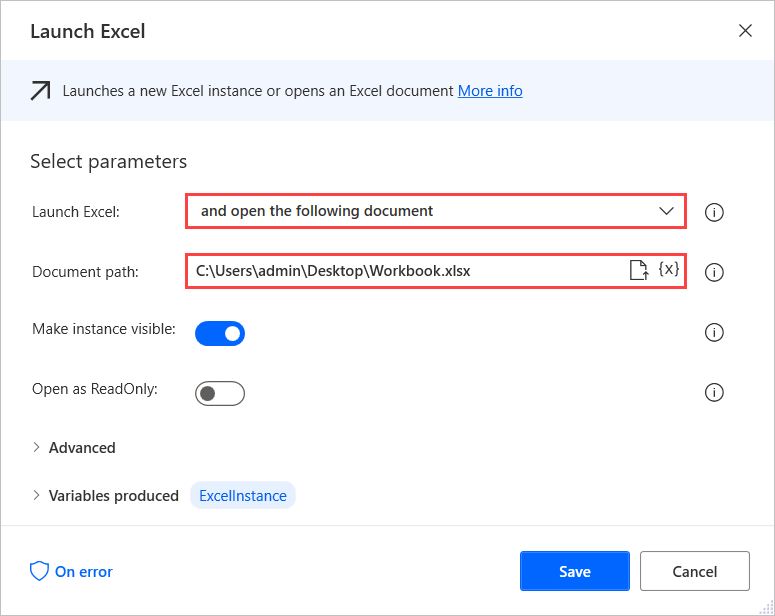 Launch Excel
Launches a new Excel instance or opens an Excel document More info
Select parameters
Launch Excel: and open the following document
Document path: C:\Users\admin\Desktop\Workbook.xlsx {x}
Make instance visible:
Open as ReadOnly:
Advanced
Variables produced ExcelInstance
On error Save Cancel